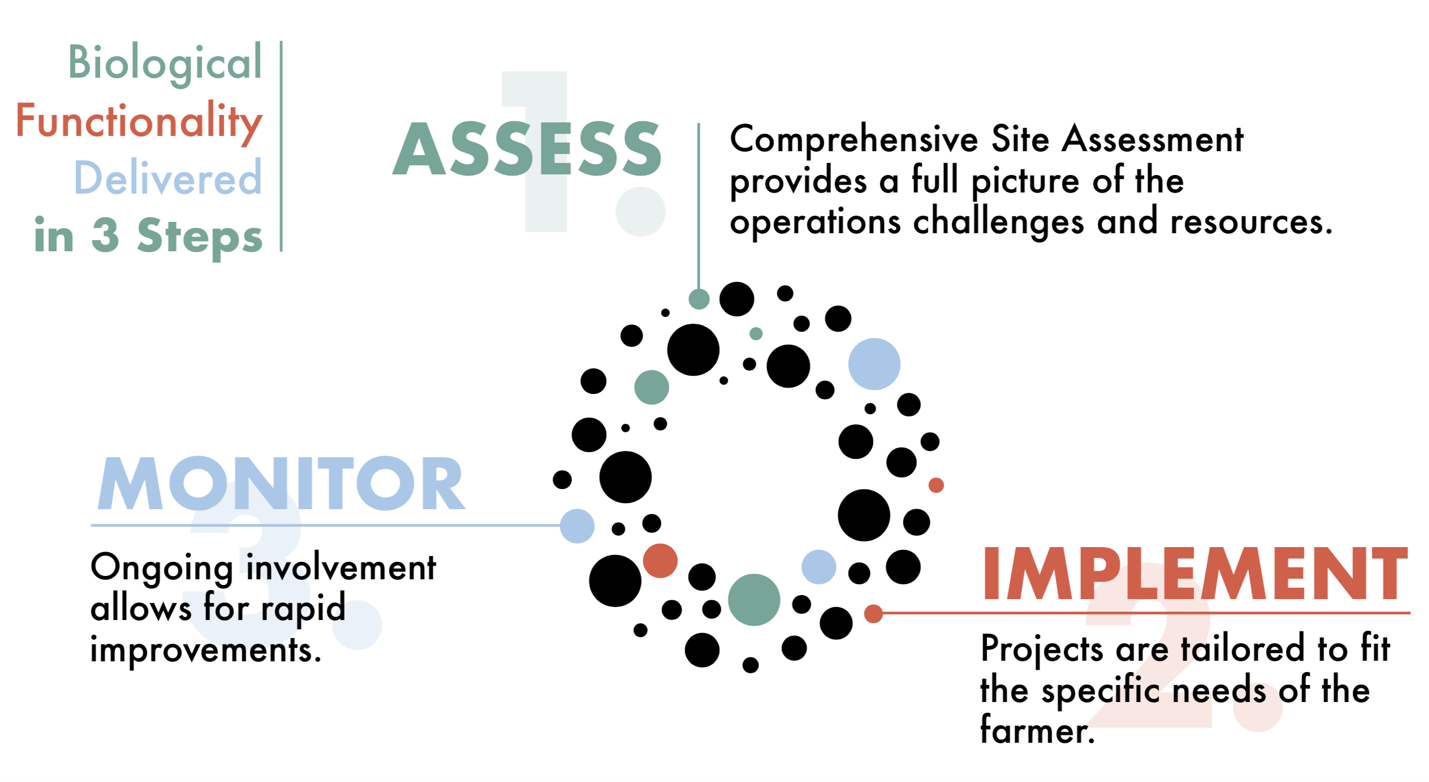 Biological
Functionality
Delivered
in 3 Steps
1.
ASSESS
Comprehensive Site Assessment
provides a full picture of the
operations challenges and resources.
2.
IMPLEMENT
Projects are tailored to fit
the specific needs of the
farmer.
3.
MONITOR
Ongoing involvement
allows for rapid
improvements.